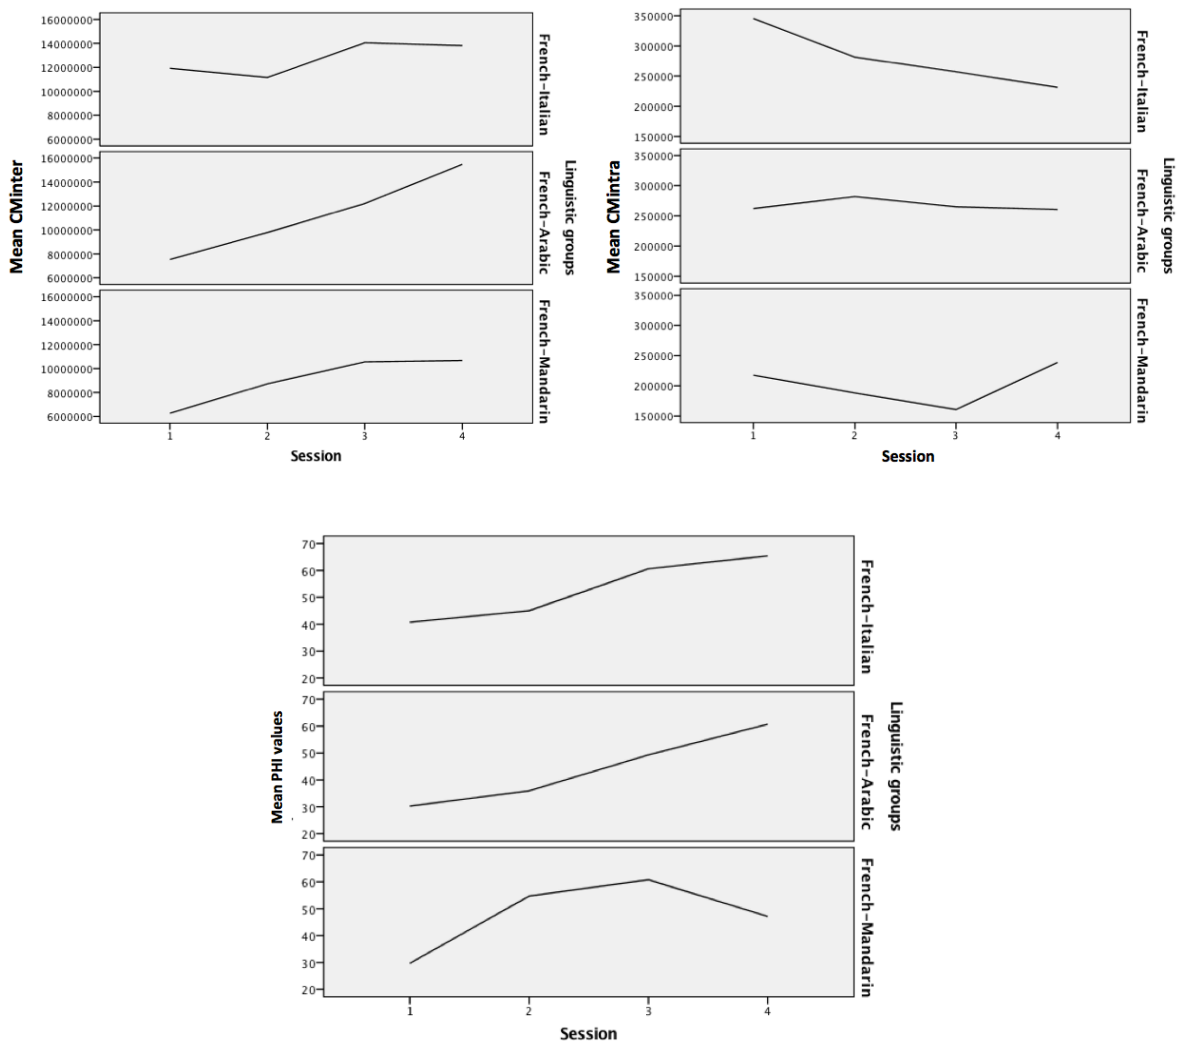 16000000
14000000
12000000
10000000
8000000
6000000
French-Italian
16000000
14000000
12000000
10000000
8000000
6000000
French-Arabic
16000000
14000000
12000000
10000000
8000000
6000000
French-Mandarin
Mean CMinter
Linguistic groups
1 2 3 4
Session
350000
300000
250000
200000
150000
French-Italian
350000
300000
250000
200000
150000
French-Arabic
350000
300000
250000
200000
150000
French-Mandarin
Mean CMintra
Linguistic groups
1 2 3 4
Session
70
60
50
40
30
20
French-Italian
70
60
50
40
30
20
French-Arabic
70
60
50
40
30
20
French-Mandarin
Mean PHI values
Linguistic groups
1 2 3 4
Session